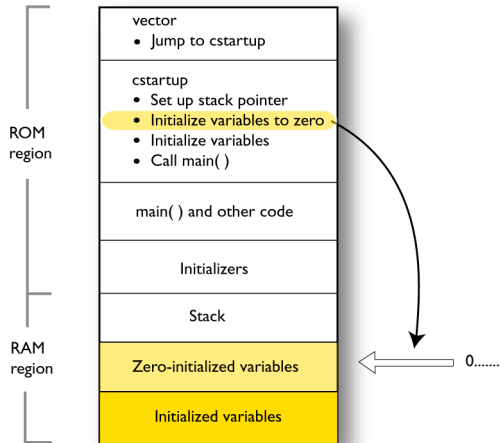 vector
• Jump to cstartup
cstartup
• Set up stack pointer
• Initialize variables to zero
• Initialize variables
• Call main( )
ROM
region
main( ) and other code
Initializers
Stack
RAM
region
Zero-initialized variables
0.......
Initialized variables